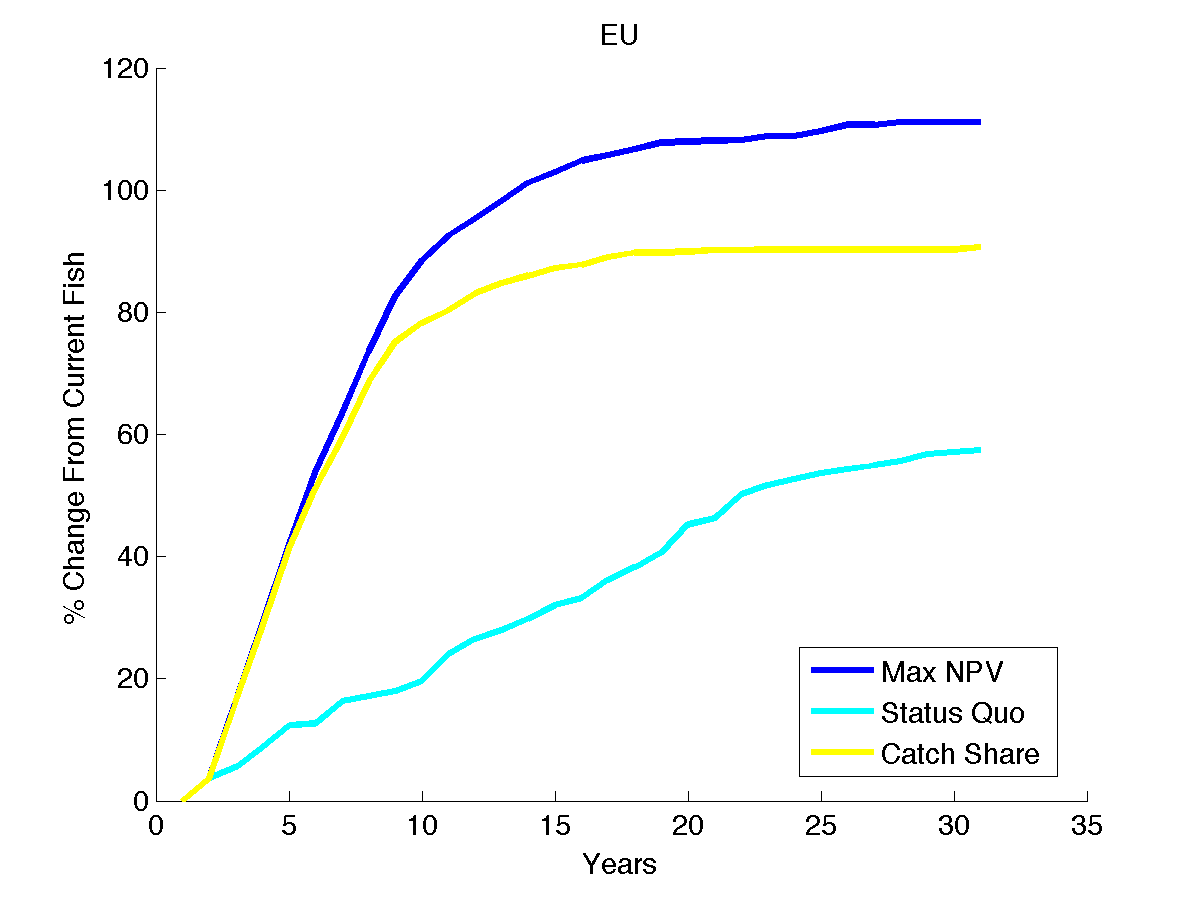 EU
120
100
80
60
40
20
0
% Change From Current Fish
0 5 10 15 20 25 30 35
Years
Max NPV
Status Quo
Catch Share